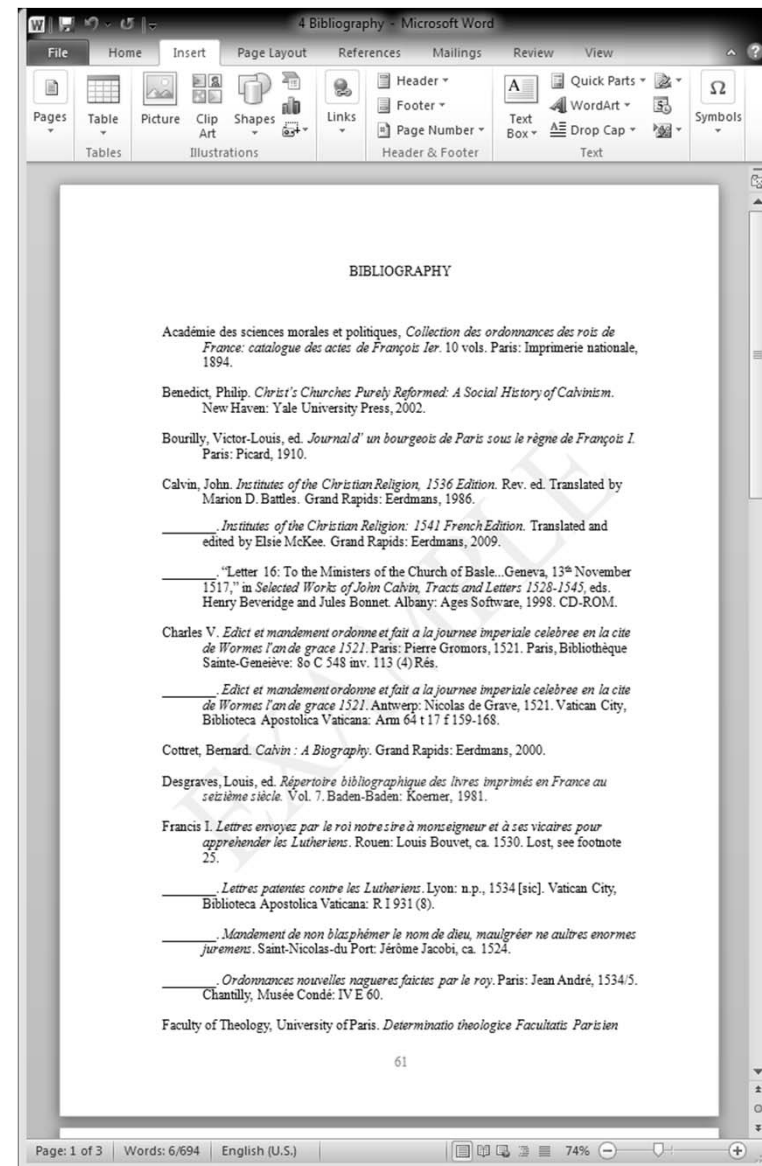 4 Bibliography - Microsoft Word
File Home Insert Page Layout References Mailings Review View
Pages
Table
Picture
Clip Art
Shapes
Links
Header
Footer
Page Number
Text Box
Quick Parts
WordArt
Drop Cap
Ω
Symbols
Tables Illustrations Header & Footer Text
BIBLIOGRAPHY
Académie des sciences morales et politiques, Collection des ordonnances des rois de
France: catalogue des actes de François Ier. 10 vols. Paris: Imprimerie nationale,
1894.
Benedict, Philip. Christ's Churches Purely Reformed: A Social History of Calvinism.
New Haven: Yale University Press, 2002.
Bourilly, Victor-Louis, ed. Journal d' un bourgeois de Paris sous le règne de François I.
Paris: Picard, 1910.
Calvin, John. Institutes of the Christian Religion, 1536 Edition. Rev. ed. Translated by
Marion D. Battles. Grand Rapids: Eerdmans, 1986.
________. Institutes of the Christian Religion: 1541 French Edition. Translated and
edited by Elsie McKee. Grand Rapids: Eerdmans, 2009.
________. “Letter 16: To the Ministers of the Church of Basle...Geneva, 13th November
1517,” in Selected Works of John Calvin, Tracts and Letters 1528-1545, eds.
Henry Beveridge and Jules Bonnet. Albany: Ages Software, 1998. CD-ROM.
Charles V. Edict et mandement ordonne et fait a la journee imperiale celebree en la cite
de Wormes l'an de grace 1521. Paris: Pierre Gromors, 1521. Paris, Bibliothèque
Sainte-Geneiève: 8o C 548 inv. 113 (4) Rés.
________. Edict et mandement ordonne et fait a la journee imperiale celebree en la cite
de Wormes l'an de grace 1521. Antwerp: Nicolas de Grave, 1521. Vatican City,
Biblioteca Apostolica Vaticana: Arm 64 t 17 f 159-168.
Cottret, Bernard. Calvin : A Biography. Grand Rapids: Eerdmans, 2000.
Desgraves, Louis, ed. Répertoire bibliographique des livres imprimés en France au
seizième siècle. Vol. 7. Baden-Baden: Koerner, 1981.
Francis I. Lettres envoyez par le roi notre sire à monseigneur et à ses vicaires pour
apprehender les Lutheriens. Rouen: Louis Bouvet, ca. 1530. Lost, see footnote
25.
________. Lettres patentes contre les Lutheriens. Lyon: n.p., 1534 [sic]. Vatican City,
Biblioteca Apostolica Vaticana: R I 931 (8).
________. Mandement de non blasphémer le nom de dieu, maulgréer ne aultres enormes
juremens. Saint-Nicolas-du Port: Jérôme Jacobi, ca. 1524.
________. Ordonnances nouvelles nagueres faictes par le roy. Paris: Jean André, 1534/5.
Chantilly, Musée Condé: IV E 60.
Faculty of Theology, University of Paris. Determinatio theologice Facultatis Parisien
EXAMPLE
61
Page: 1 of 3 Words: 6/694 English (U.S.) 74%